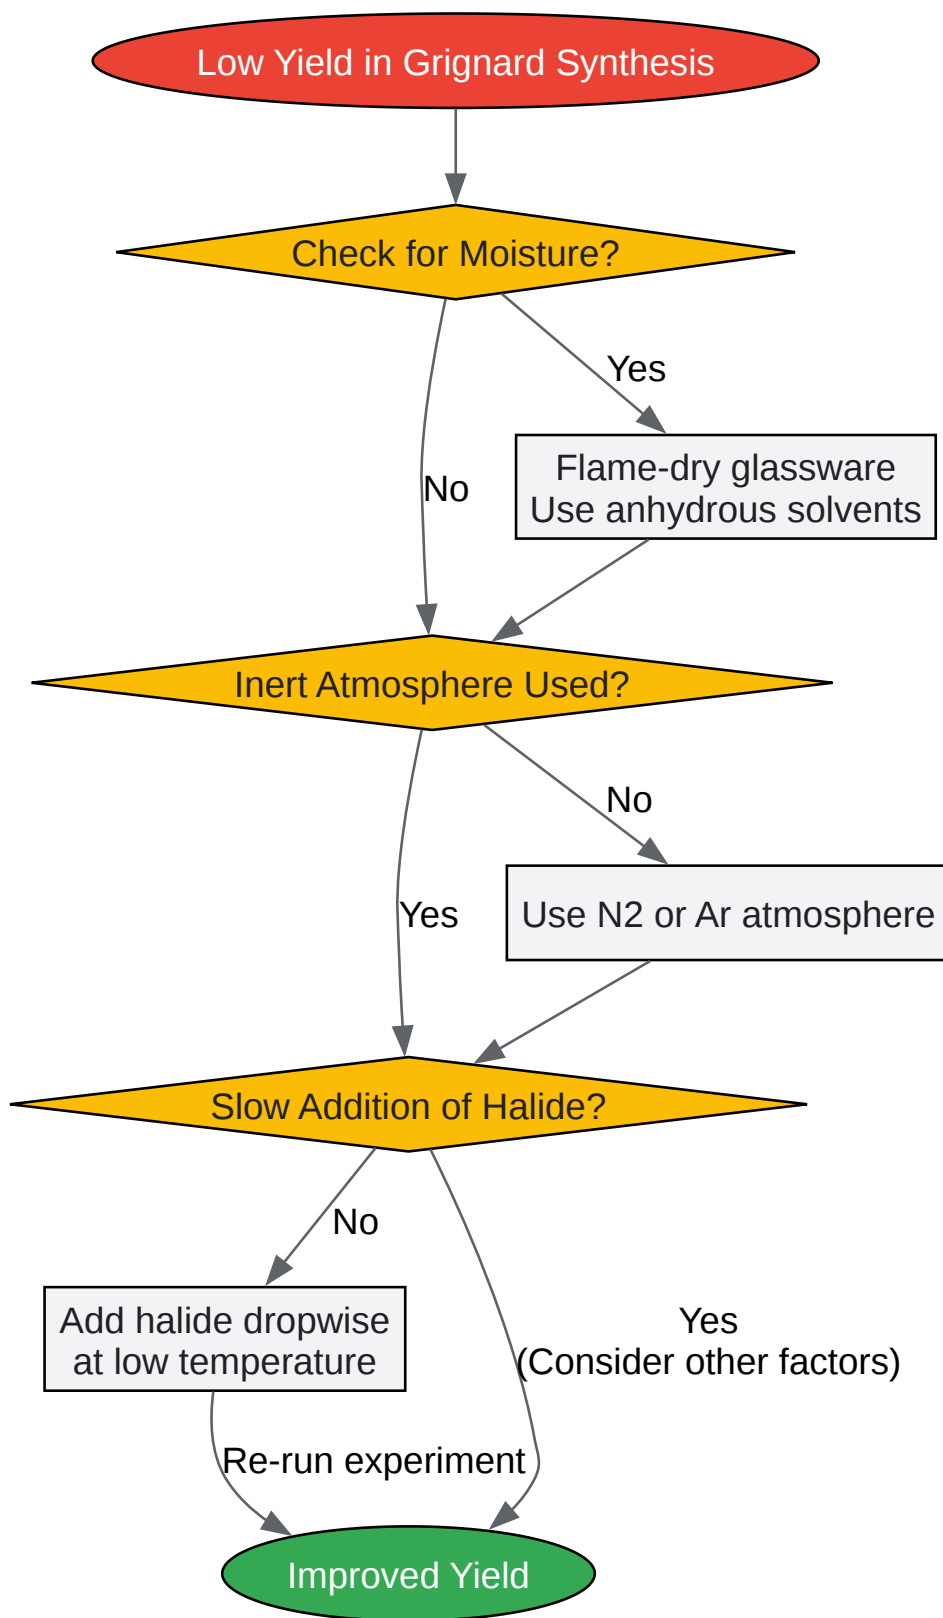 Low Yield in Grignard Synthesis
Check for Moisture?
Yes
No
Flame-dry glassware
Use anhydrous solvents
Inert Atmosphere Used?
No
Yes
Use N2 or Ar atmosphere
Slow Addition of Halide?
No
Add halide dropwise
at low temperature
Yes
(Consider other factors)
Re-run experiment
Improved Yield